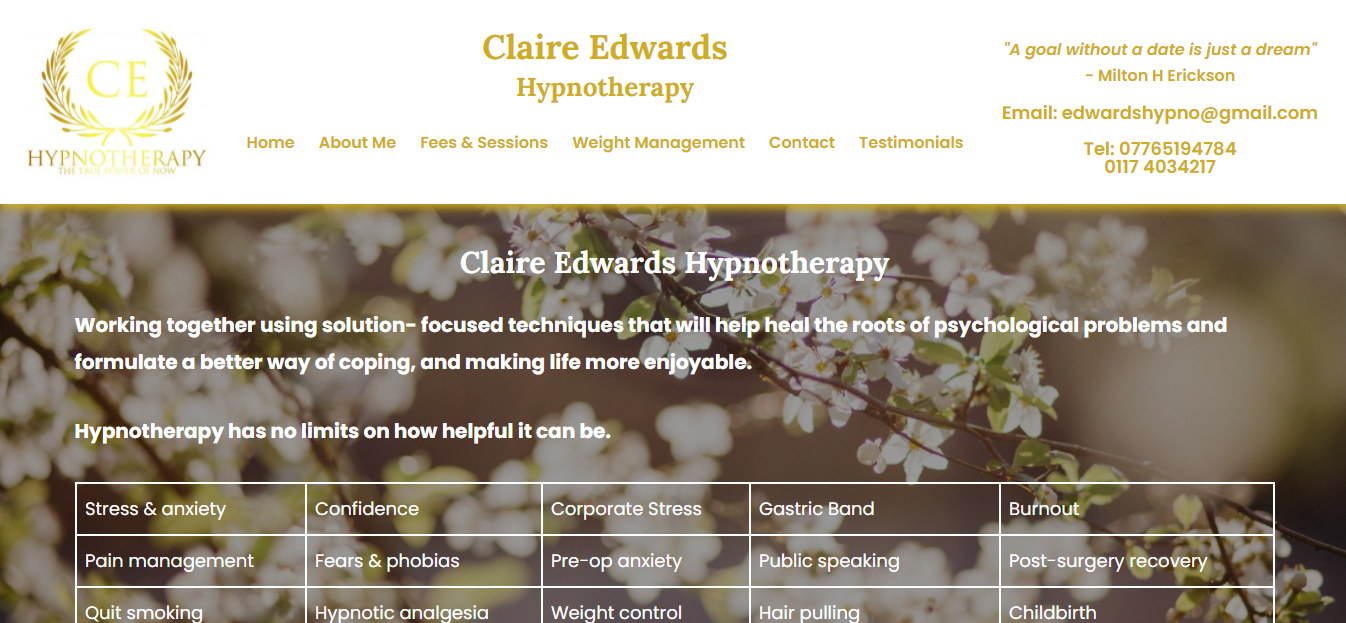 CE
HYPNOTHERAPY
THE TRUE POWER OF NOW
Claire Edwards
Hypnotherapy
Home About Me Fees & Sessions Weight Management Contact Testimonials
"A goal without a date is just a dream"
- Milton H Erickson
Email: edwardshypno@gmail.com
Tel: 07765194784
0117 4034217
Claire Edwards Hypnotherapy
Working together using solution- focused techniques that will help heal the roots of psychological problems and
formulate a better way of coping, and making life more enjoyable.
Hypnotherapy has no limits on how helpful it can be.
Stress & anxiety Confidence Corporate Stress Gastric Band Burnout
Pain management Fears & phobias Pre-op anxiety Public speaking Post-surgery recovery
Quit smoking Hypnotic analgesia Weight control Hair pulling Childbirth